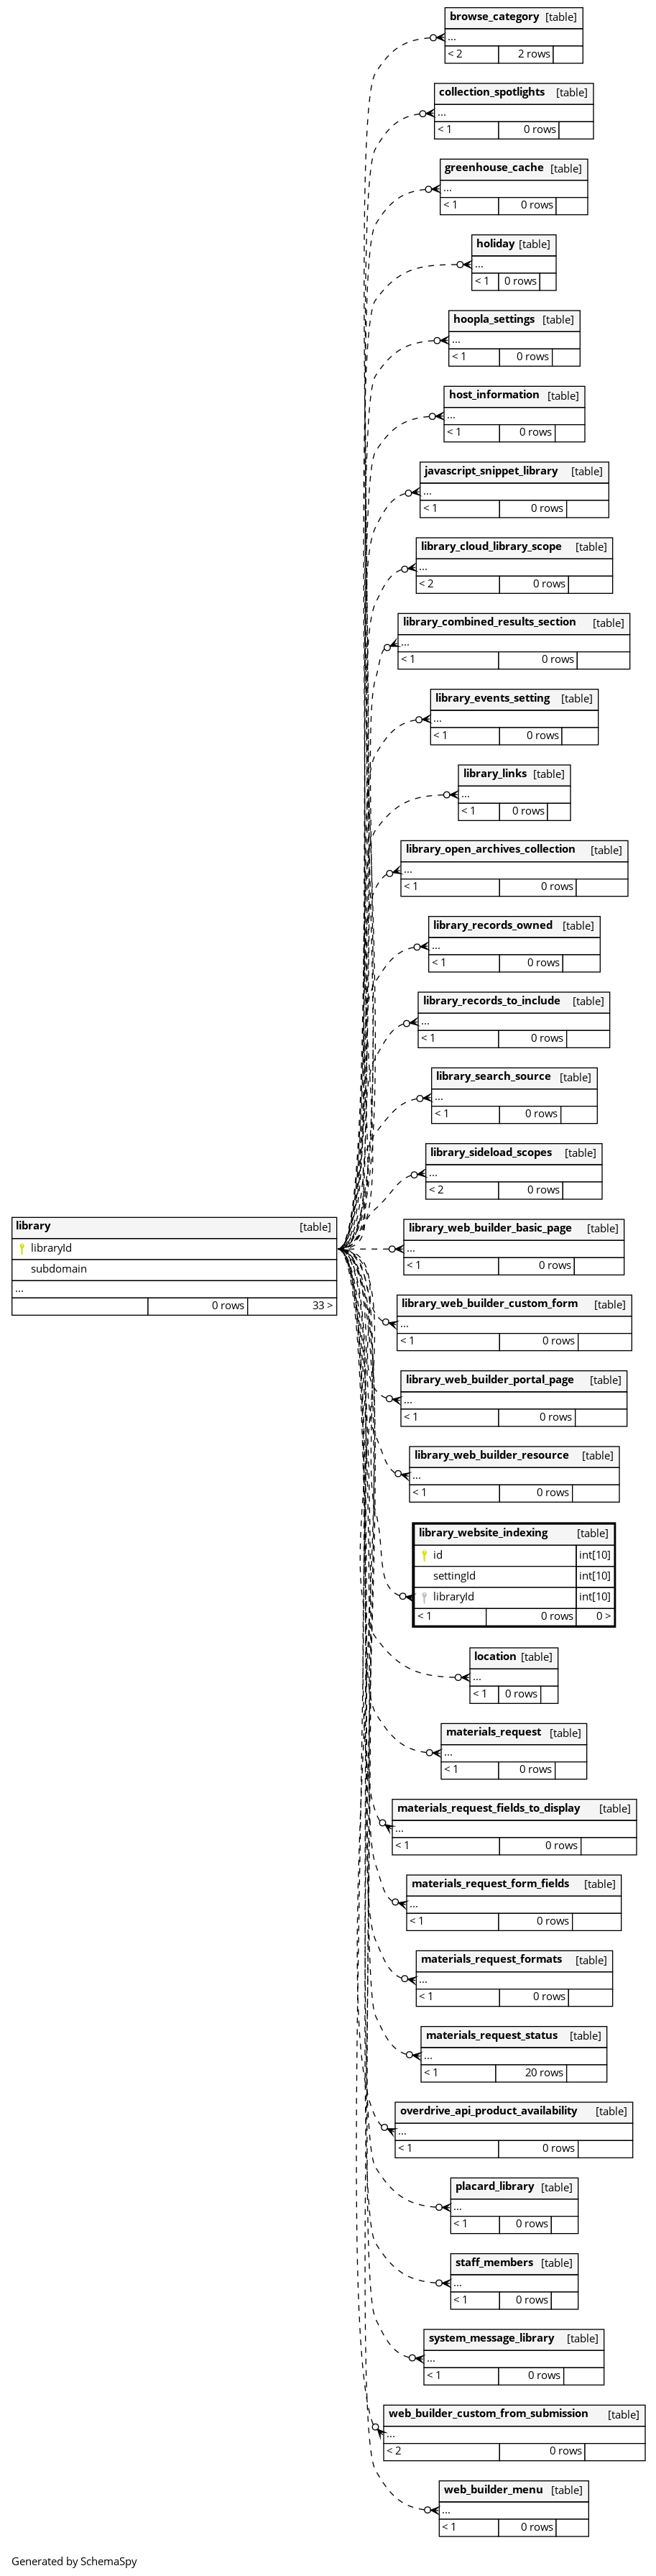 browse_category [table]
...
< 2 2 rows
collection_spotlights [table]
...
< 1 0 rows
greenhouse_cache [table]
...
< 1 0 rows
holiday [table]
...
< 1 0 rows
hoopla_settings [table]
...
< 1 0 rows
host_information [table]
...
< 1 0 rows
javascript_snippet_library [table]
...
< 1 0 rows
library_cloud_library_scope [table]
...
< 2 0 rows
library_combined_results_section [table]
...
< 1 0 rows
library_events_setting [table]
...
< 1 0 rows
library_links [table]
...
< 1 0 rows
library_open_archives_collection [table]
...
< 1 0 rows
library_records_owned [table]
...
< 1 0 rows
library_records_to_include [table]
...
< 1 0 rows
library_search_source [table]
...
< 1 0 rows
library_sideload_scopes [table]
...
< 2 0 rows
library [table]
libraryId
subdomain
...
0 rows 33 >
library_web_builder_basic_page [table]
...
< 1 0 rows
library_web_builder_custom_form [table]
...
< 1 0 rows
library_web_builder_portal_page [table]
...
< 1 0 rows
library_web_builder_resource [table]
...
< 1 0 rows
library_website_indexing [table]
id int[10]
settingId int[10]
libraryId int[10]
< 1 0 rows 0 >
location [table]
...
< 1 0 rows
materials_request [table]
...
< 1 0 rows
materials_request_fields_to_display [table]
...
< 1 0 rows
materials_request_form_fields [table]
...
< 1 0 rows
materials_request_formats [table]
...
< 1 0 rows
materials_request_status [table]
...
< 1 20 rows
overdrive_api_product_availability [table]
...
< 1 0 rows
placard_library [table]
...
< 1 0 rows
staff_members [table]
...
< 1 0 rows
system_message_library [table]
...
< 1 0 rows
web_builder_custom_from_submission [table]
...
< 2 0 rows
web_builder_menu [table]
...
< 1 0 rows
Generated by SchemaSpy